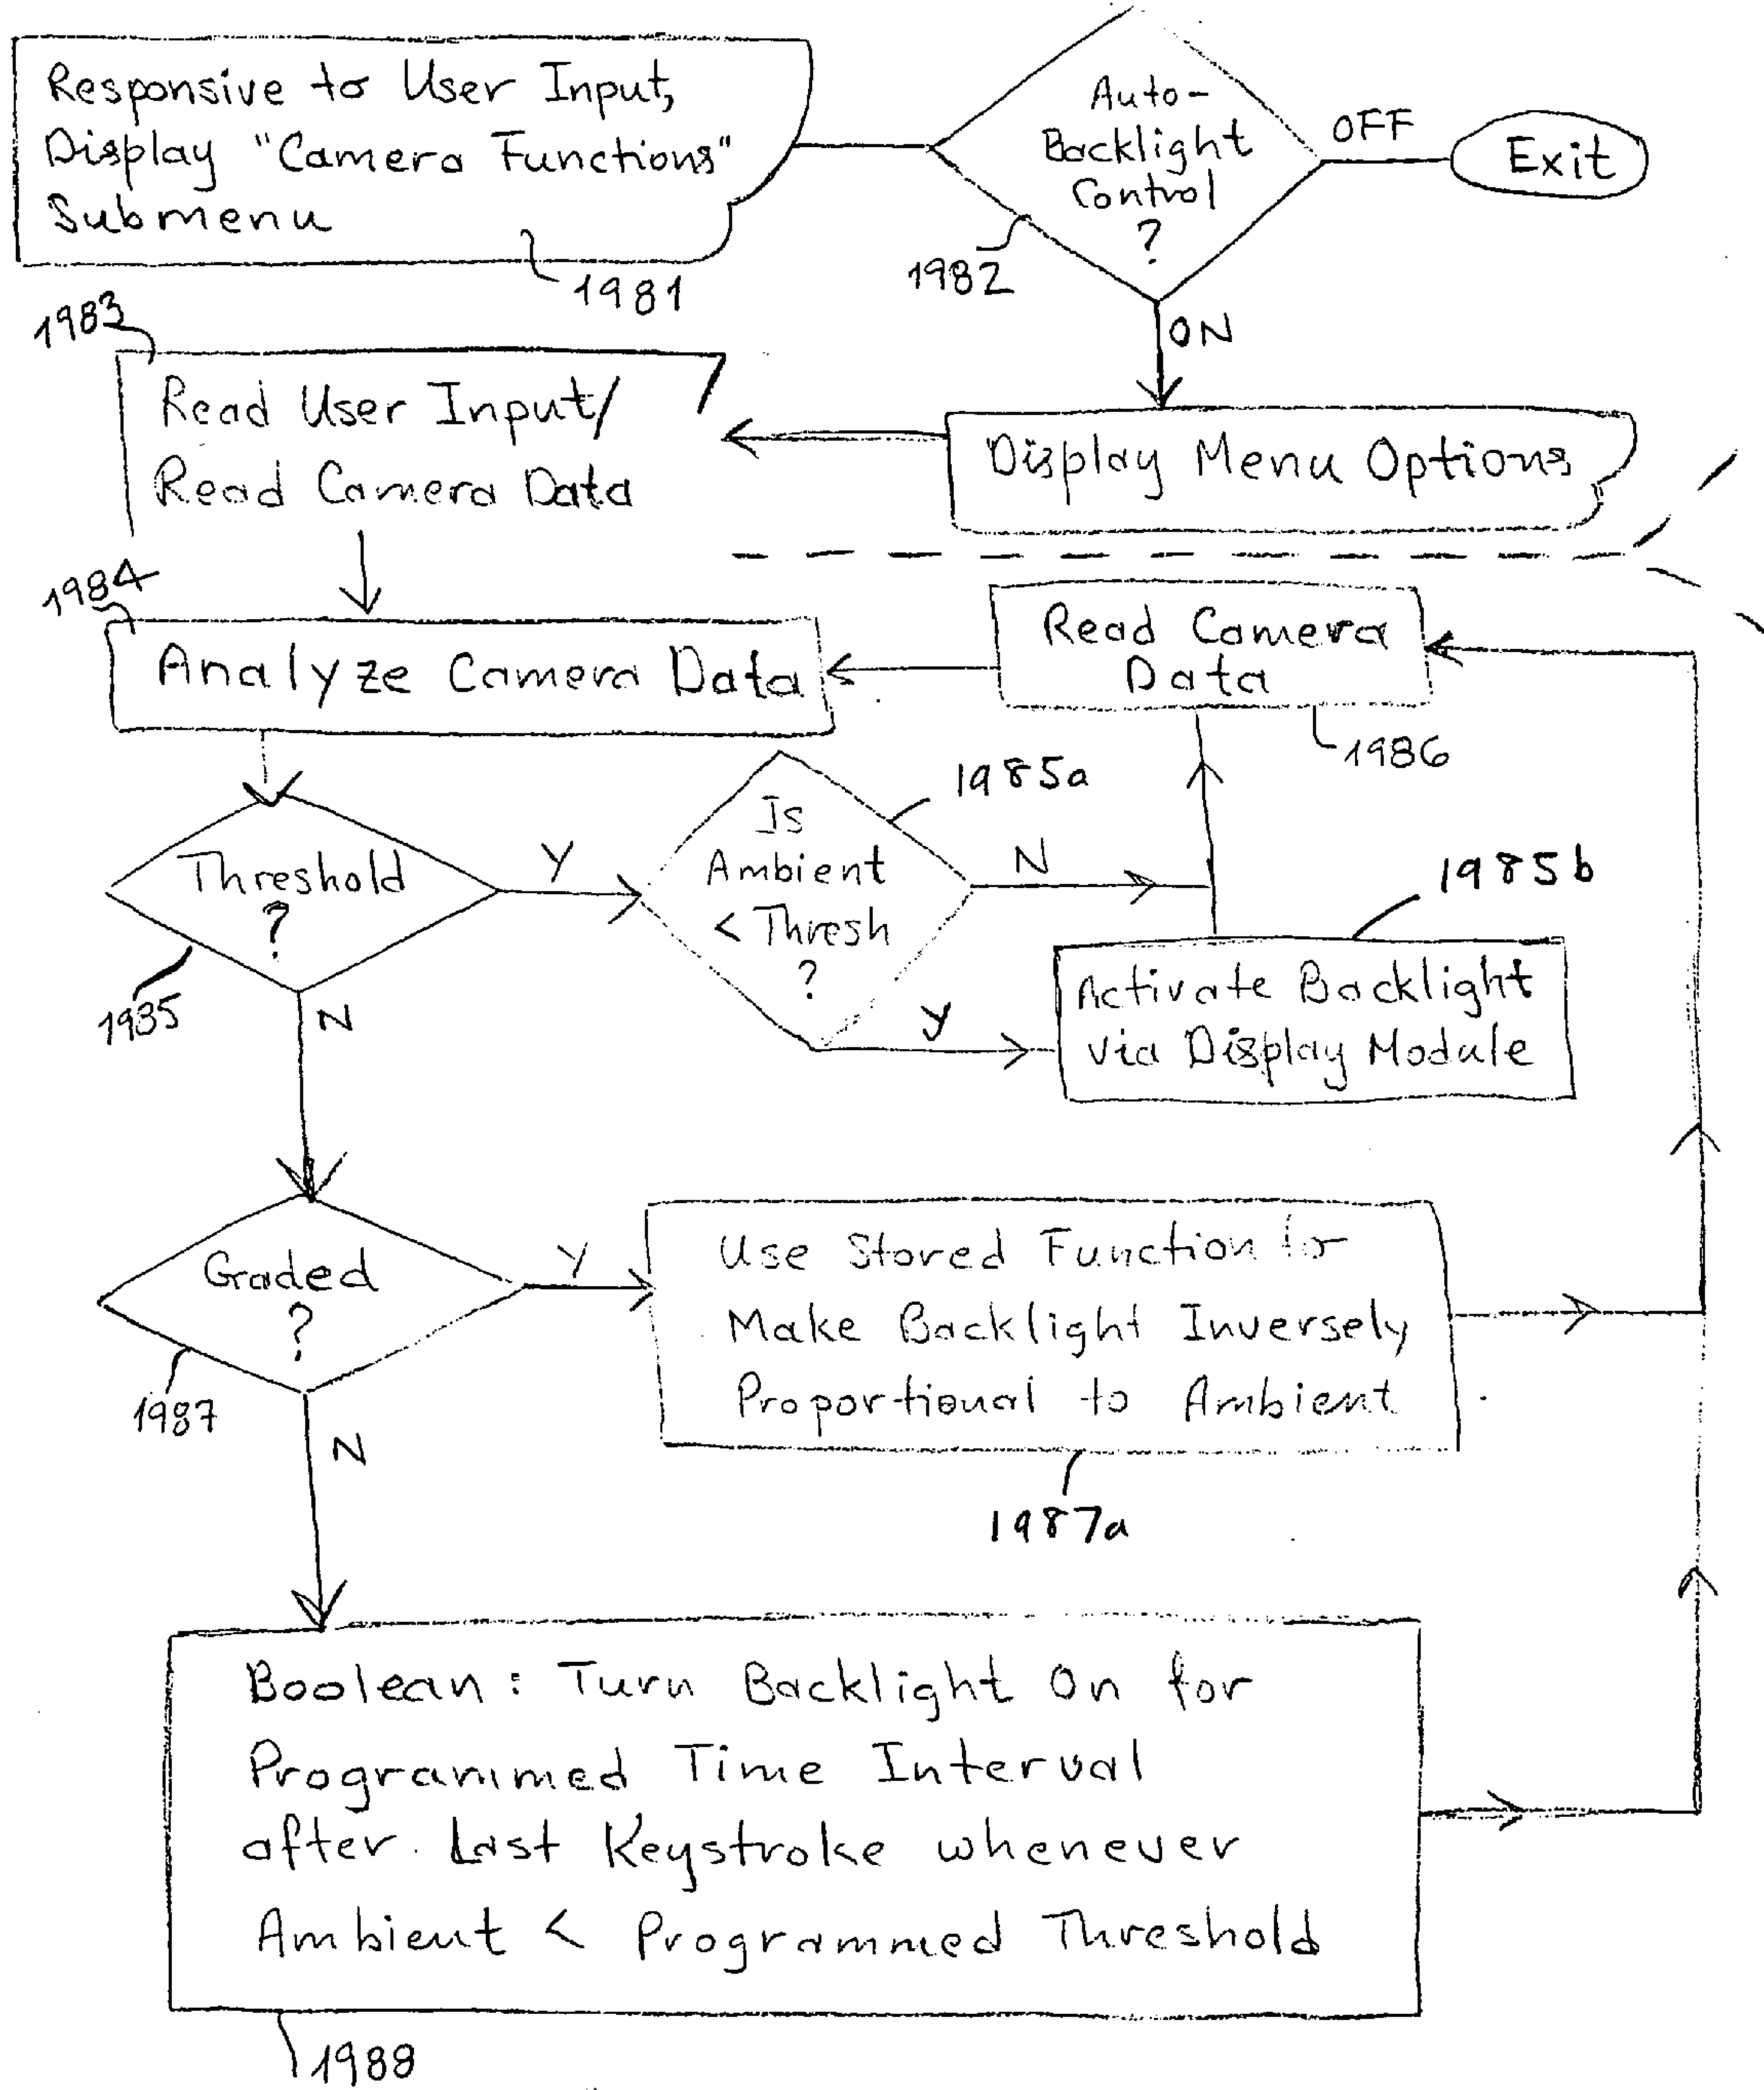 Responsive to User Input,
Display "Camera Functions"
Submenu
1981
Auto-
Backlight
Control
?
1982
OFF
Exit
ON
1983
Read User Input/
Read Camera Data
Display Menu Options
1984
Analyze Camera Data
Read Camera
Data
1986
Threshold
?
1985
Y
N
Is
Ambient
< Thresh
?
1985a
N
Y
1985b
Activate Backlight
via Display Module
Graded
?
1987
Y
N
Use Stored Function to
Make Backlight Inversely
Proportional to Ambient
1987a
Boolean: Turn Backlight On for
Programmed Time Interval
after Last Keystroke whenever
Ambient < Programmed Threshold
1988